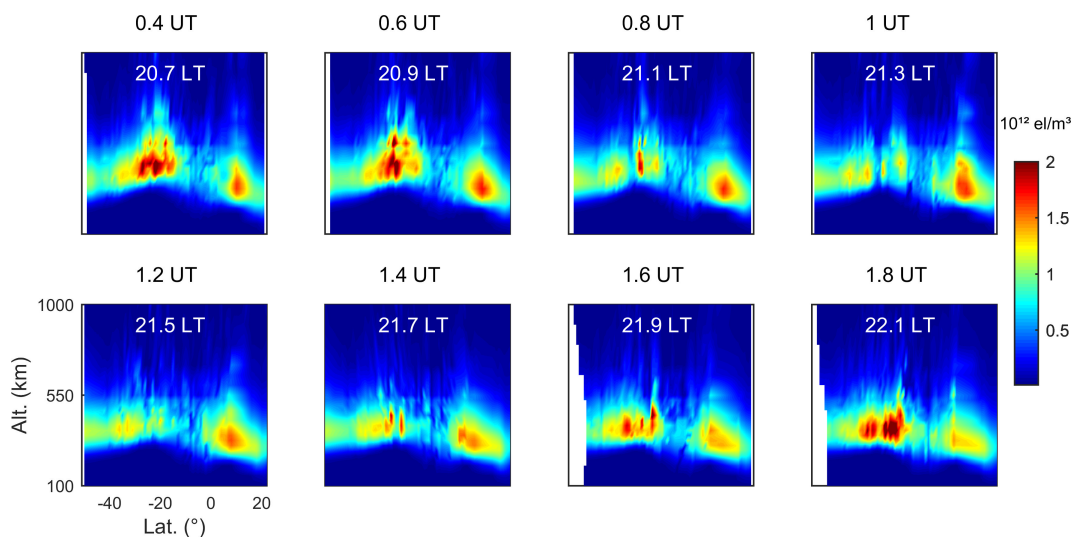 0.4 UT
0.6 UT
0.8 UT
1 UT
20.7 LT
20.9 LT
21.1 LT
21.3 LT
10¹² el/m³
2
1.5
1
0.5
1.2 UT
1.4 UT
1.6 UT
1.8 UT
21.5 LT
21.7 LT
21.9 LT
22.1 LT
1000
550
100
Alt. (km)
-40 -20 0 20
Lat. (°)